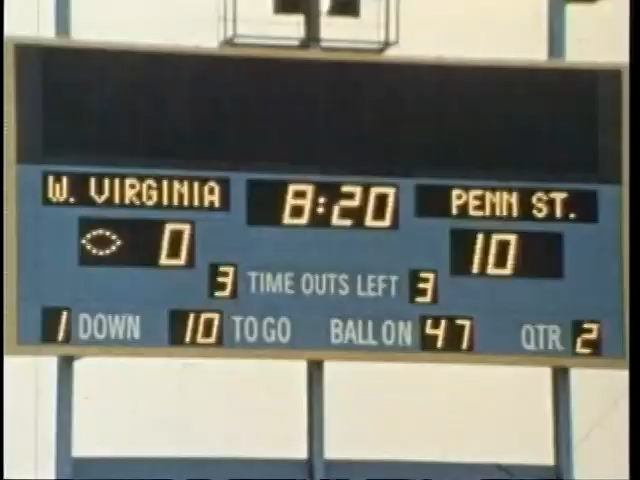 W. VIRGINIA 8:20 PENN ST.
0 10
3 TIME OUTS LEFT 3
1 DOWN 10 TO GO BALL ON 47 QTR 2